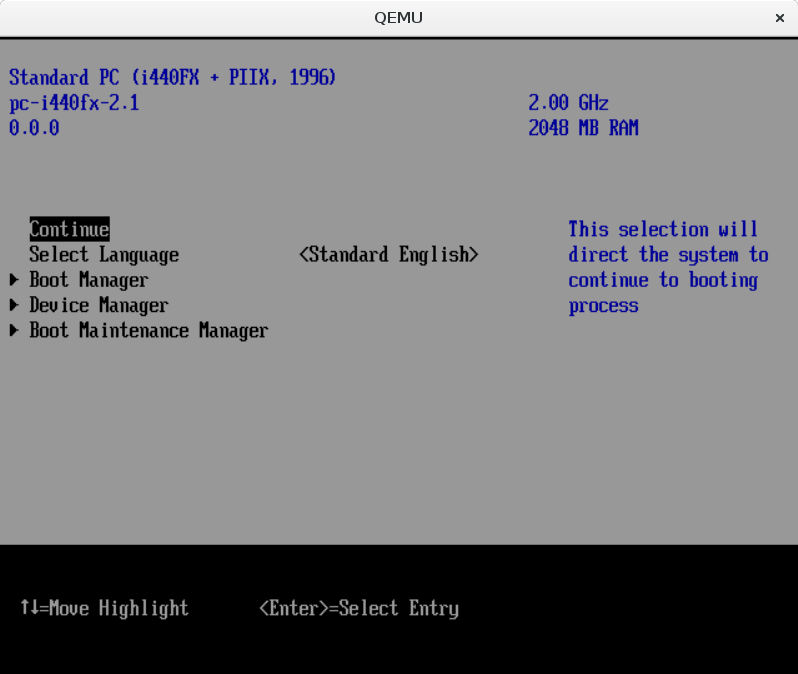 QEMU
×
Standard PC (i440FX + PIIX, 1996)
pc-i440fx-2.1 2.00 GHz
0.0.0 2048 MB RAM
Continue This selection will
Select Language <Standard English> direct the system to
▶ Boot Manager continue to booting
▶ Device Manager process
▶ Boot Maintenance Manager
↑↓=Move Highlight <Enter>=Select Entry